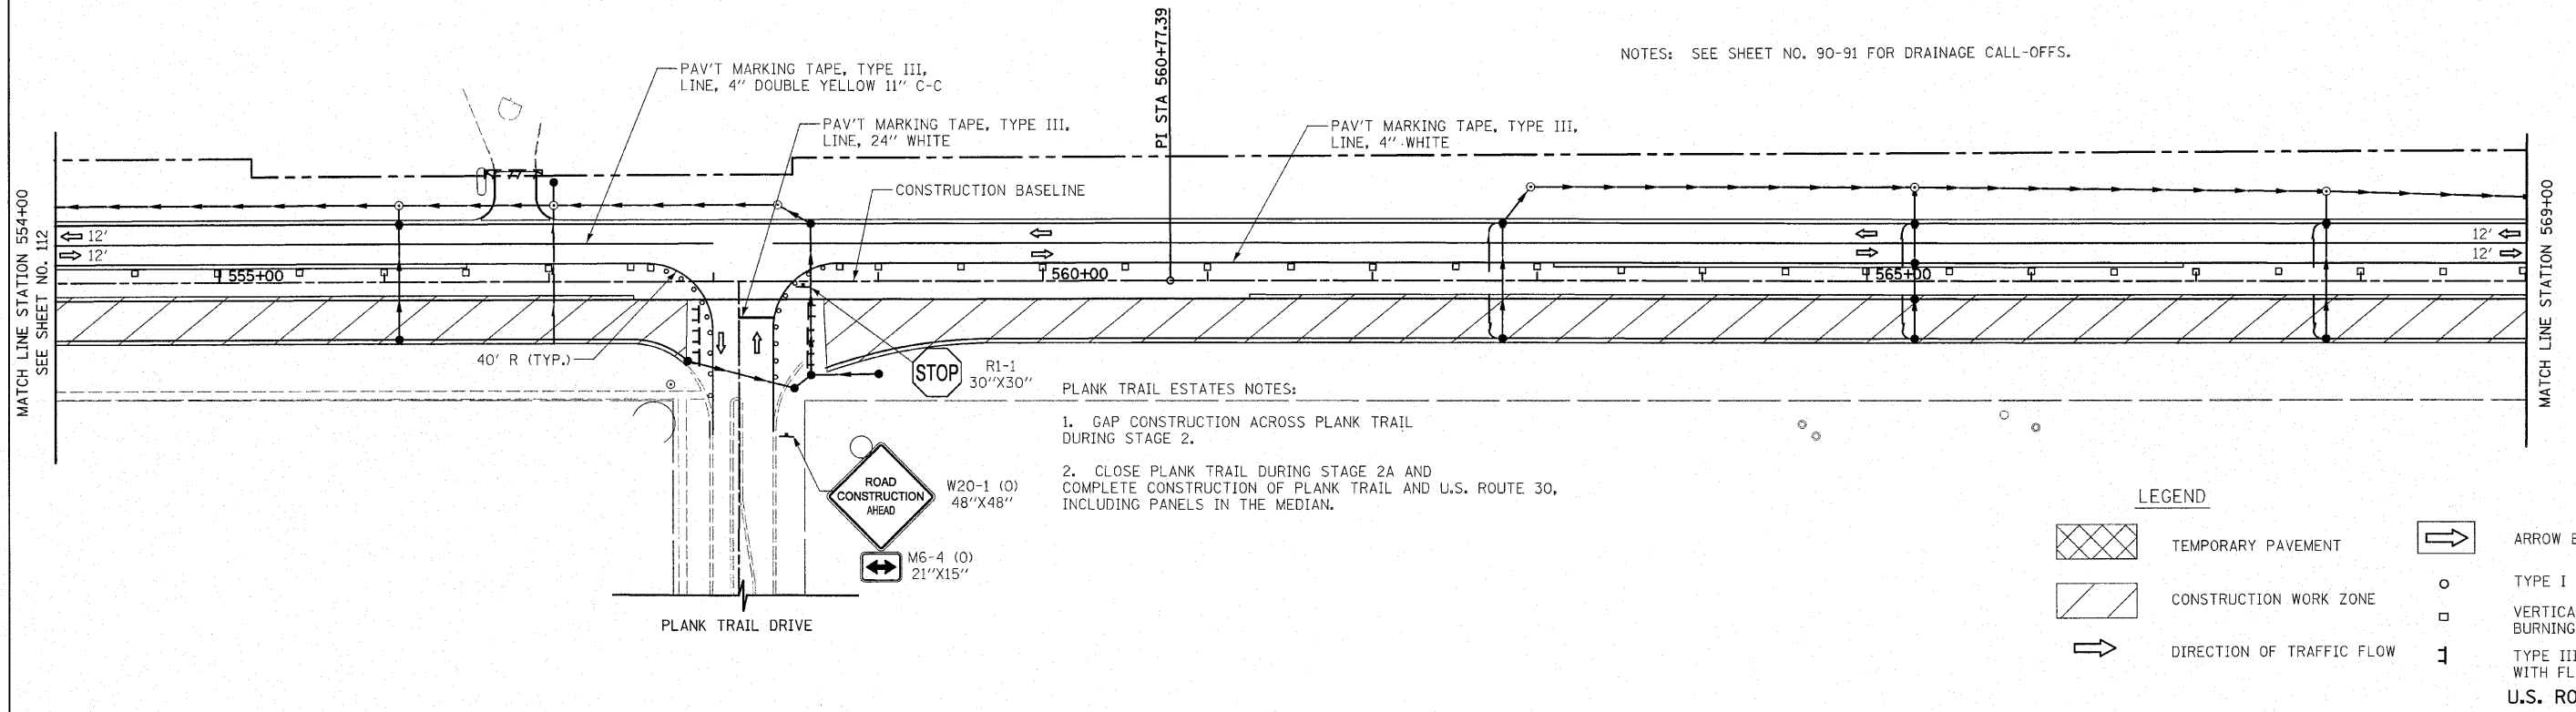 NOTES: SEE SHEET NO. 90-91 FOR DRAINAGE CALL-OFFS.
PI STA 560+77.39
PAV'T MARKING TAPE, TYPE III,
LINE, 4" DOUBLE YELLOW 11" C-C
PAV'T MARKING TAPE, TYPE III,
LINE, 24" WHITE
PAV'T MARKING TAPE, TYPE III,
LINE, 4" WHITE
CONSTRUCTION BASELINE
MATCH LINE STATION 554+00
SEE SHEET NO. 112
MATCH LINE STATION 569+00
12'
12'
12'
12'
555+00
560+00
565+00
40' R (TYP.)
STOP
R1-1
30"X30"
PLANK TRAIL ESTATES NOTES:
1. GAP CONSTRUCTION ACROSS PLANK TRAIL
DURING STAGE 2.
2. CLOSE PLANK TRAIL DURING STAGE 2A AND
COMPLETE CONSTRUCTION OF PLANK TRAIL AND U.S. ROUTE 30,
INCLUDING PANELS IN THE MEDIAN.
ROAD
CONSTRUCTION
AHEAD
W20-1 (O)
48"X48"
M6-4 (O)
21"X15"
PLANK TRAIL DRIVE
LEGEND
TEMPORARY PAVEMENT
CONSTRUCTION WORK ZONE
DIRECTION OF TRAFFIC FLOW
ARROW
TYPE I
VERTICA
BURNING
TYPE III
WITH FL
U.S. RO